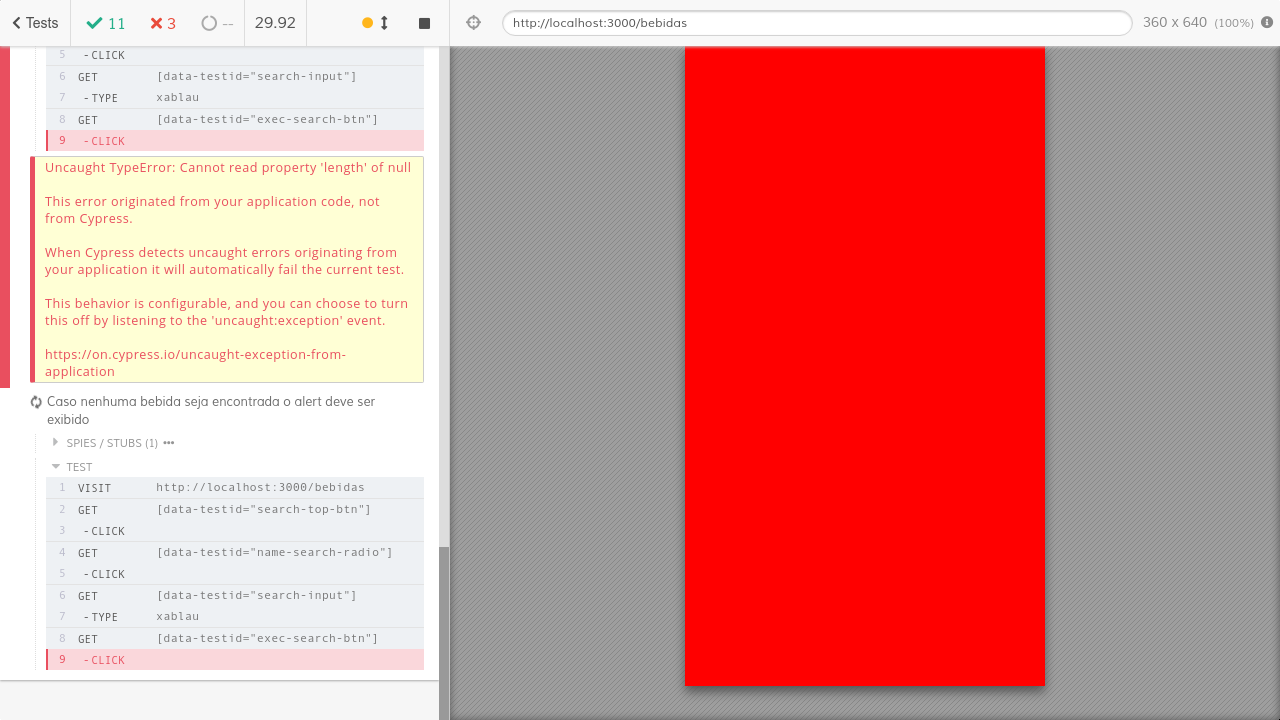 Tests
11
3
--
29.92
http://localhost:3000/bebidas
360 x 640 (100%)
5 -CLICK
6 GET [data-testid="search-input"]
7 -TYPE xablau
8 GET [data-testid="exec-search-btn"]
9 -CLICK
Uncaught TypeError: Cannot read property 'length' of null
This error originated from your application code, not
from Cypress.
When Cypress detects uncaught errors originating from
your application it will automatically fail the current test.
This behavior is configurable, and you can choose to turn
this off by listening to the 'uncaught:exception' event.
https://on.cypress.io/uncaught-exception-from-
application
Caso nenhuma bebida seja encontrada o alert deve ser
exibido
SPIES / STUBS (1) •••
TEST
1 VISIT http://localhost:3000/bebidas
2 GET [data-testid="search-top-btn"]
3 -CLICK
4 GET [data-testid="name-search-radio"]
5 -CLICK
6 GET [data-testid="search-input"]
7 -TYPE xablau
8 GET [data-testid="exec-search-btn"]
9 -CLICK